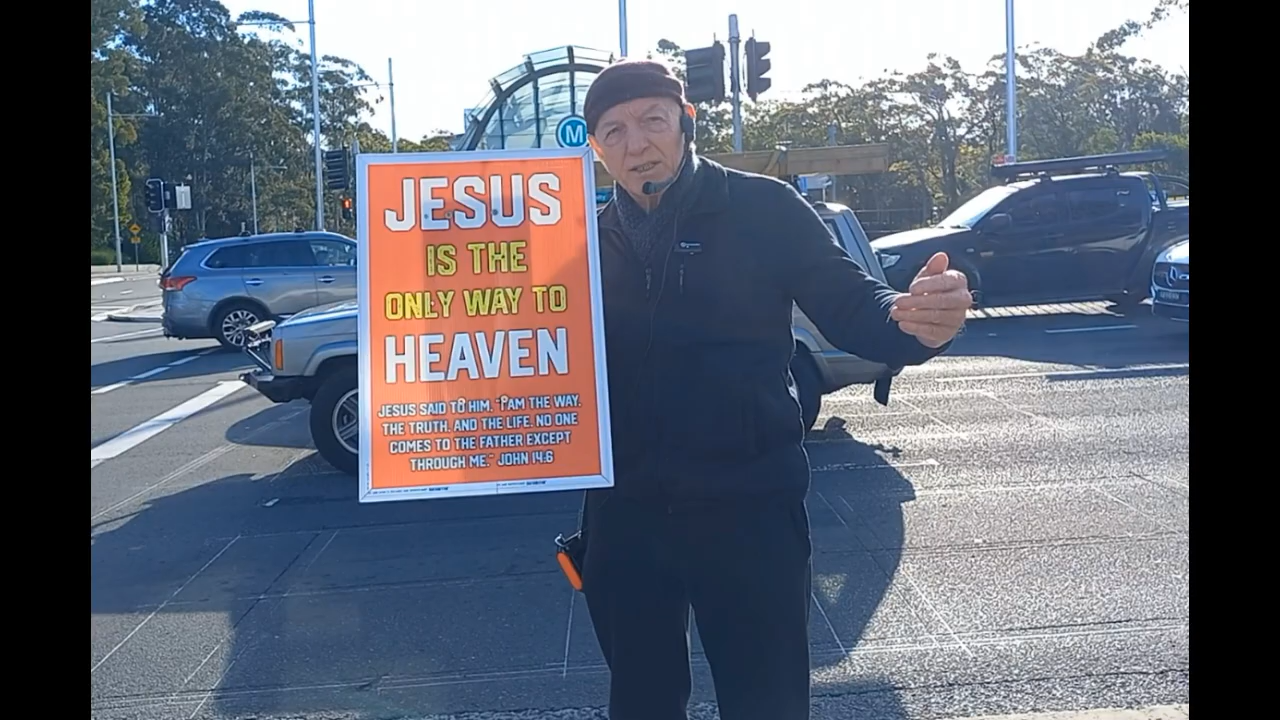 M
JESUS
IS THE
ONLY WAY TO
HEAVEN
JESUS SAID TO HIM, "I AM THE WAY,
THE TRUTH, AND THE LIFE. NO ONE
COMES TO THE FATHER EXCEPT
THROUGH ME." JOHN 14:6